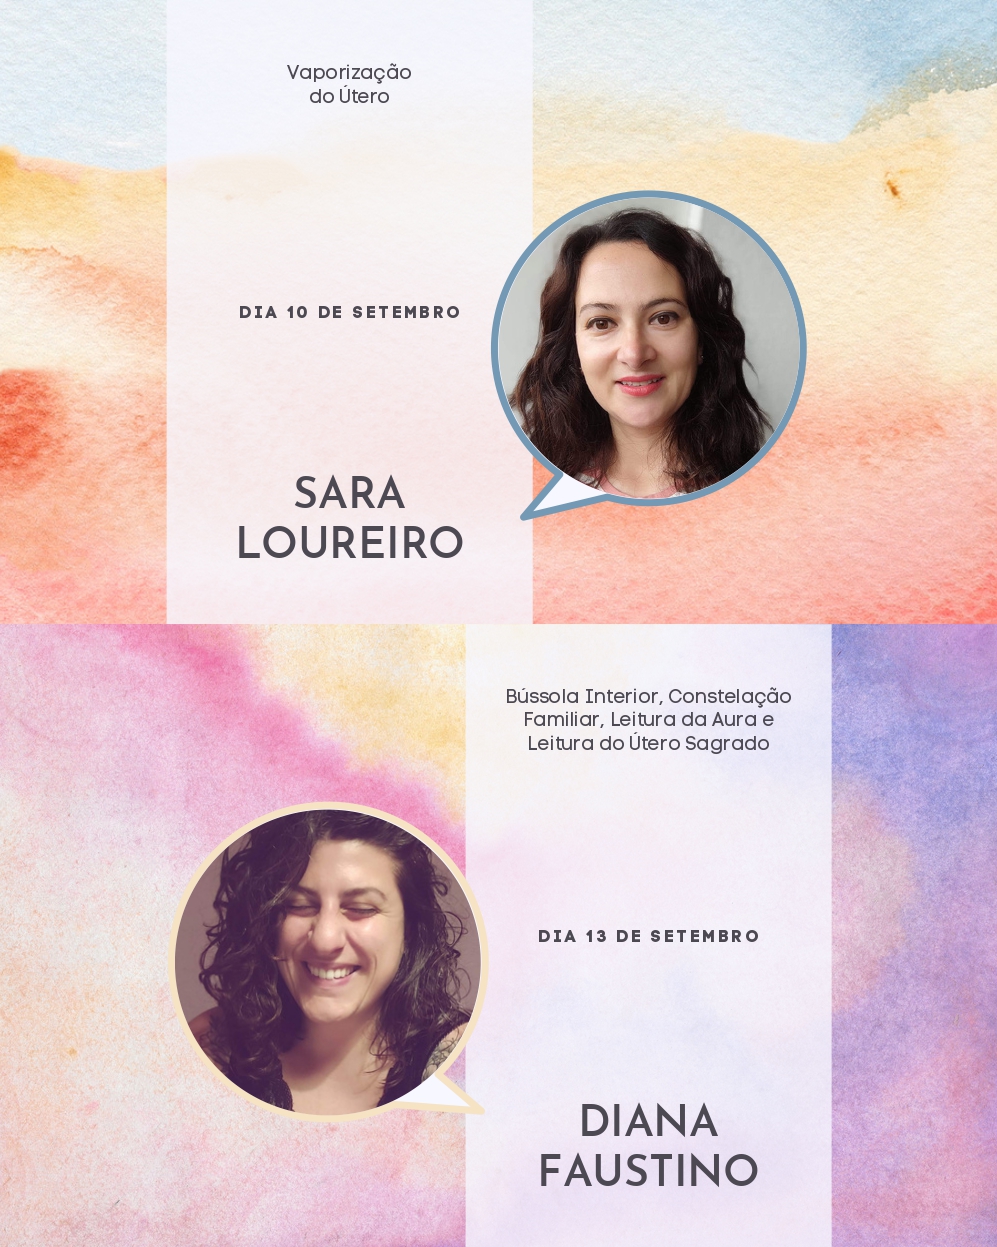 Vaporização
do Útero
DIA 10 DE SETEMBRO
SARA
LOUREIRO
Bússola Interior, Constelação
Familiar, Leitura da Aura e
Leitura do Útero Sagrado
DIA 13 DE SETEMBRO
DIANA
FAUSTINO